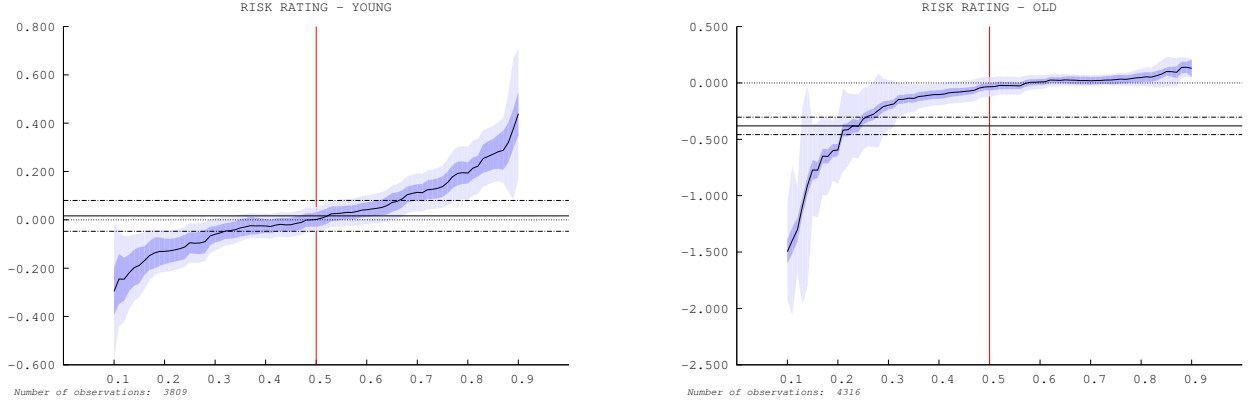 RISK RATING - YOUNG
0.800
0.600
0.400
0.200
0.000
-0.200
-0.400
-0.600
0.1 0.2 0.3 0.4 0.5 0.6 0.7 0.8 0.9
Number of observations: 3809
RISK RATING - OLD
0.500
0.000
-0.500
-1.000
-1.500
-2.000
-2.500
0.1 0.2 0.3 0.4 0.5 0.6 0.7 0.8 0.9
Number of observations: 4316